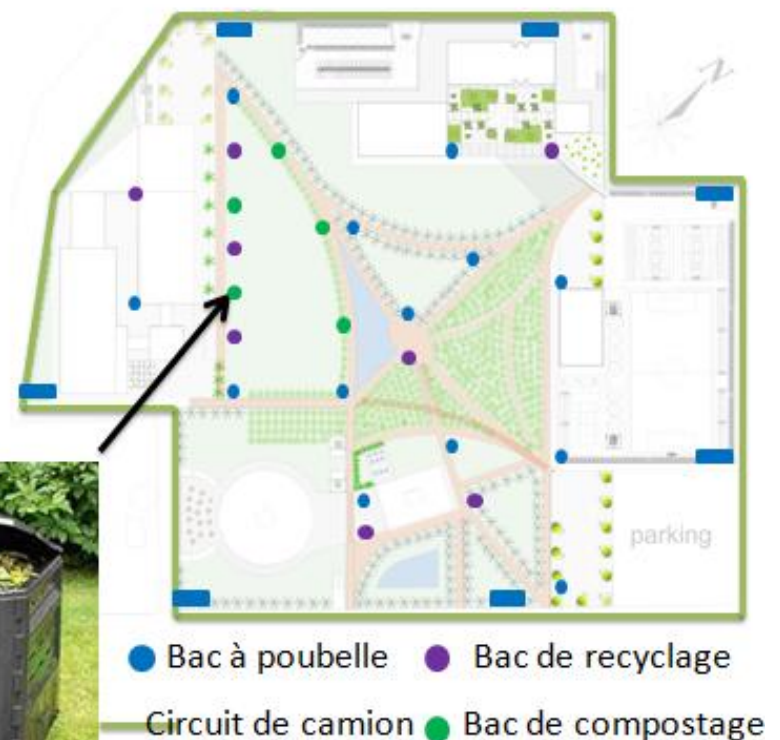 N
parking
Bac à poubelle Bac de recyclage
Circuit de camion Bac de compostage